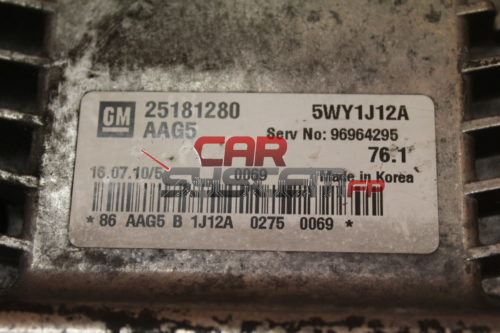 GM 25181280 5WY1J12A
AAG5 Serv No: 96964295
76.1
CAR
16.07.10/5 0069 Made in Korea
SYSTEM FP
* 86 AAG5 B 1J12A 0275 0069 *